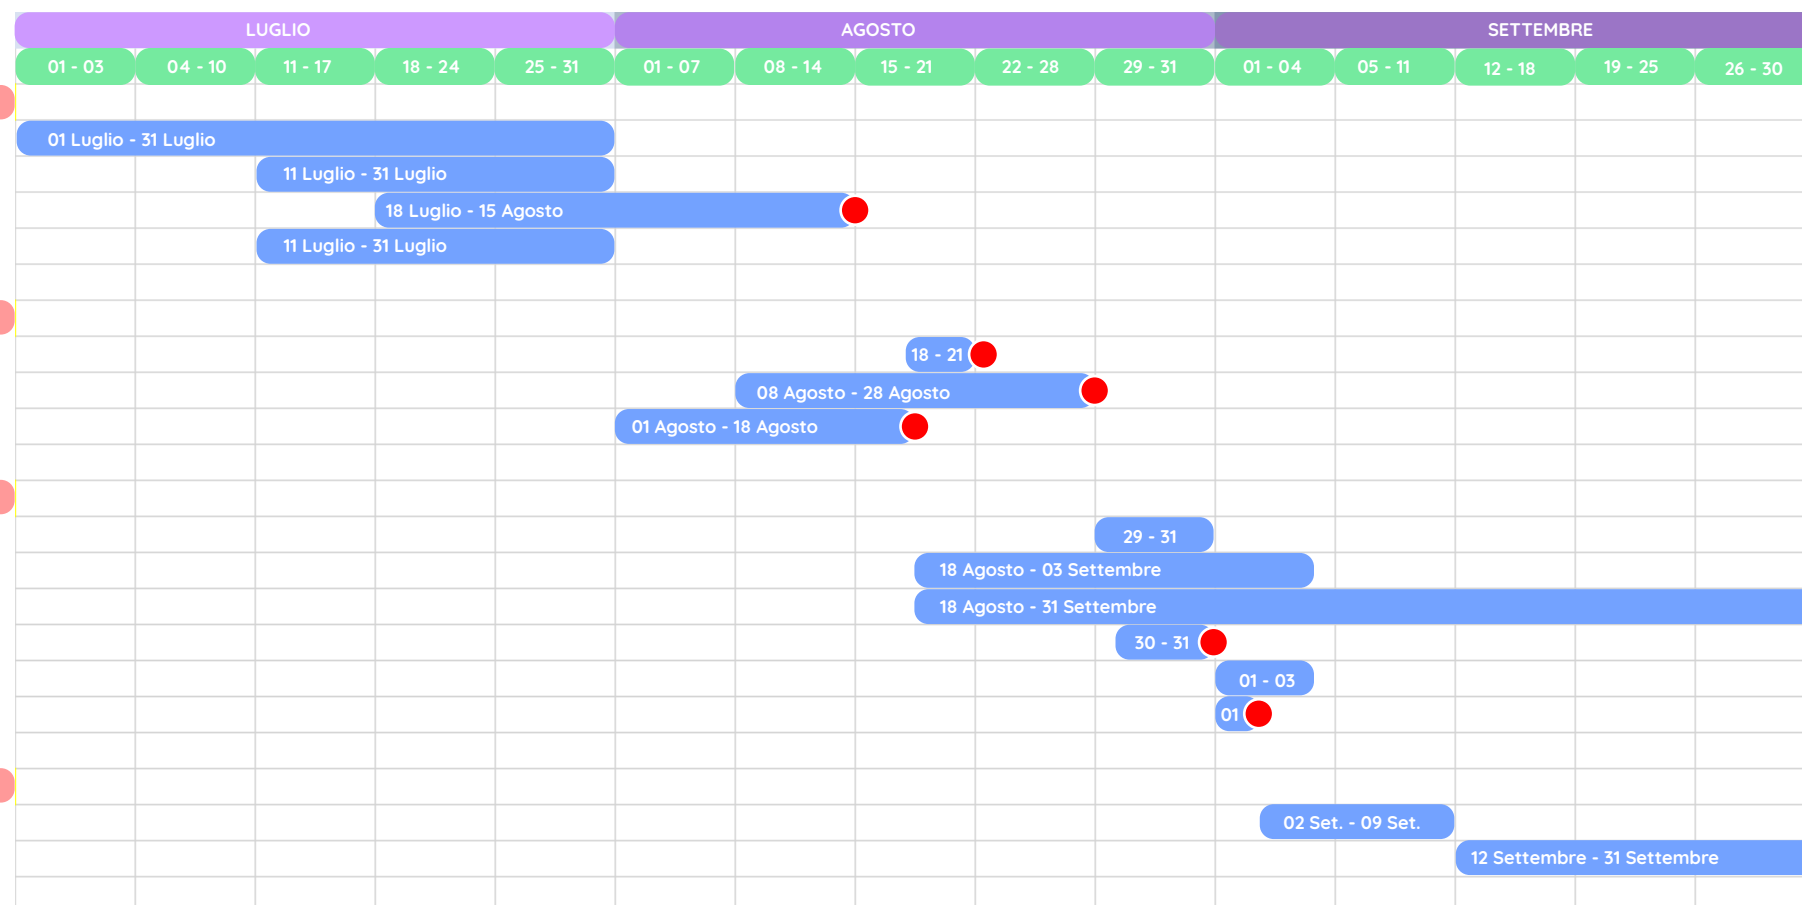 LUGLIO AGOSTO SETTEMBRE
01 - 03 04 - 10 11 - 17 18 - 24 25 - 31 01 - 07 08 - 14 15 - 21 22 - 28 29 - 31 01 - 04 05 - 11 12 - 18 19 - 25 26 - 30
01 Luglio - 31 Luglio
11 Luglio - 31 Luglio
18 Luglio - 15 Agosto
11 Luglio - 31 Luglio
18 - 21
08 Agosto - 28 Agosto
01 Agosto - 18 Agosto
29 - 31
18 Agosto - 03 Settembre
18 Agosto - 31 Settembre
30 - 31
01 - 03
01
02 Set. - 09 Set.
12 Settembre - 31 Settembre